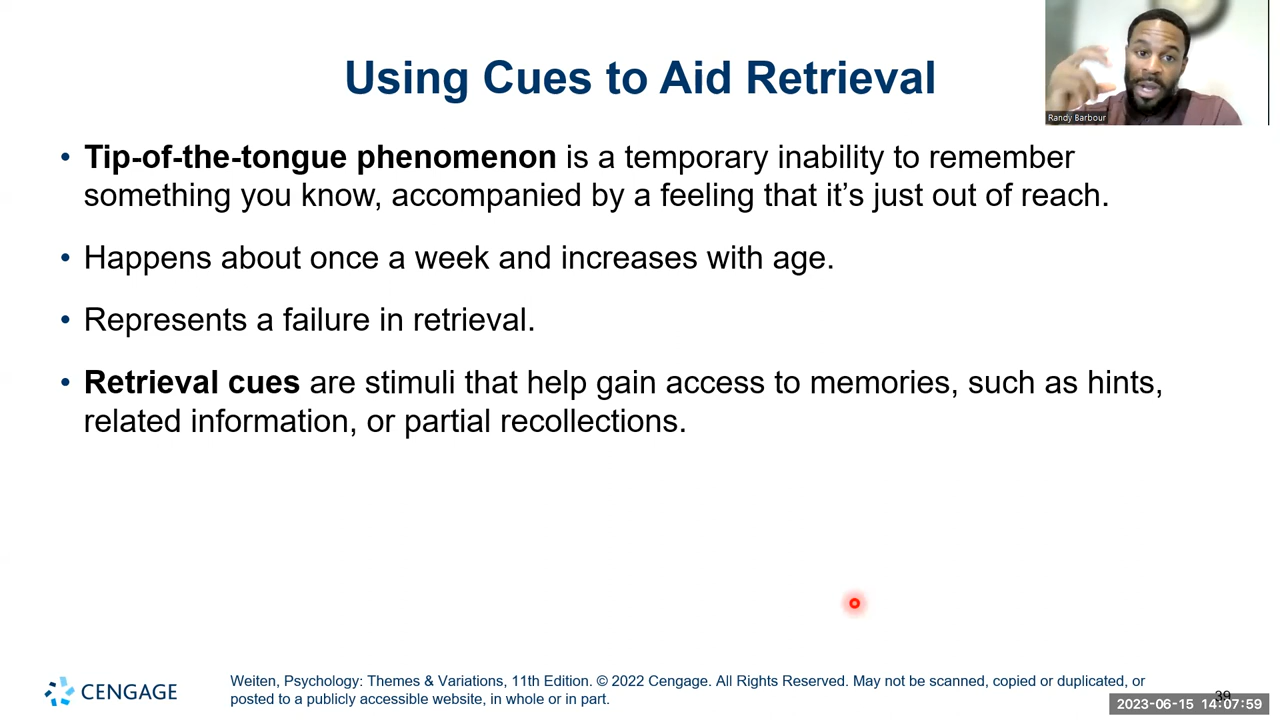 Using Cues to Aid Retrieval
Randy Barbour
• Tip-of-the-tongue phenomenon is a temporary inability to remember
something you know, accompanied by a feeling that it’s just out of reach.
• Happens about once a week and increases with age.
• Represents a failure in retrieval.
• Retrieval cues are stimuli that help gain access to memories, such as hints,
related information, or partial recollections.
CENGAGE
Weiten, Psychology: Themes & Variations, 11th Edition. © 2022 Cengage. All Rights Reserved. May not be scanned, copied or duplicated, or
posted to a publicly accessible website, in whole or in part.
39
2023-06-15 14:07:59